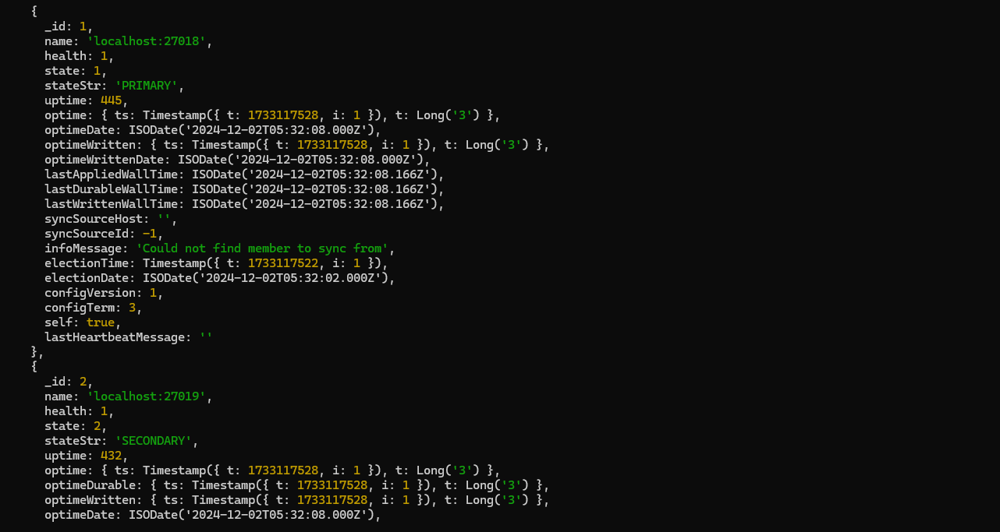 {
_id: 1,
name: 'localhost:27018',
health: 1,
state: 1,
stateStr: 'PRIMARY',
uptime: 445,
optime: { ts: Timestamp({ t: 1733117528, i: 1 }), t: Long('3') },
optimeDate: ISODate('2024-12-02T05:32:08.000Z'),
optimeWritten: { ts: Timestamp({ t: 1733117528, i: 1 }), t: Long('3') },
optimeWrittenDate: ISODate('2024-12-02T05:32:08.000Z'),
lastAppliedWallTime: ISODate('2024-12-02T05:32:08.166Z'),
lastDurableWallTime: ISODate('2024-12-02T05:32:08.166Z'),
lastWrittenWallTime: ISODate('2024-12-02T05:32:08.166Z'),
syncSourceHost: '',
syncSourceId: -1,
infoMessage: 'Could not find member to sync from',
electionTime: Timestamp({ t: 1733117522, i: 1 }),
electionDate: ISODate('2024-12-02T05:32:02.000Z'),
configVersion: 1,
configTerm: 3,
self: true,
lastHeartbeatMessage: ''
},
{
_id: 2,
name: 'localhost:27019',
health: 1,
state: 2,
stateStr: 'SECONDARY',
uptime: 432,
optime: { ts: Timestamp({ t: 1733117528, i: 1 }), t: Long('3') },
optimeDurable: { ts: Timestamp({ t: 1733117528, i: 1 }), t: Long('3') },
optimeWritten: { ts: Timestamp({ t: 1733117528, i: 1 }), t: Long('3') },
optimeDate: ISODate('2024-12-02T05:32:08.000Z'),